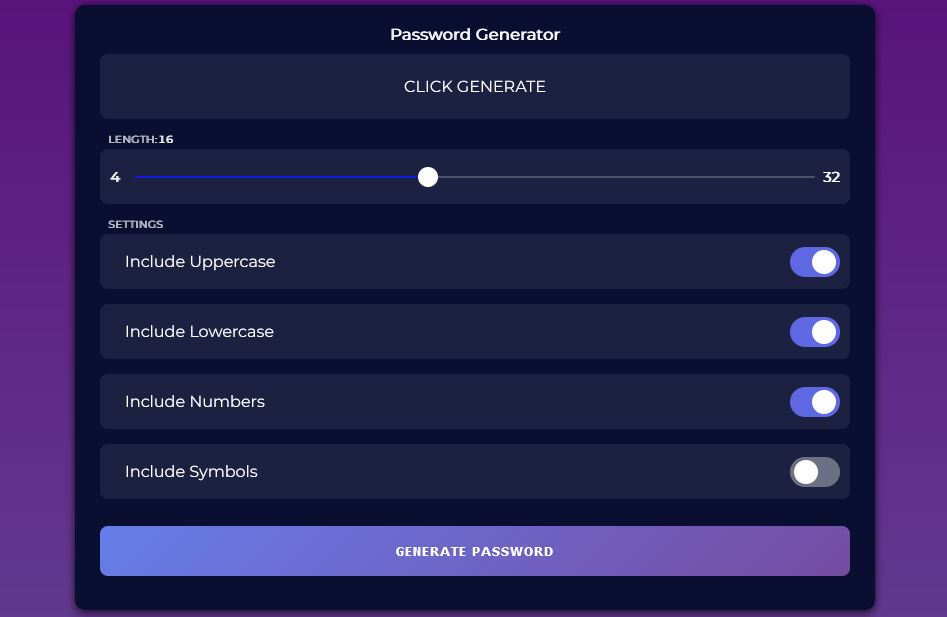 Password Generator
CLICK GENERATE
LENGTH:16
4 32
SETTINGS
Include Uppercase
Include Lowercase
Include Numbers
Include Symbols
GENERATE PASSWORD